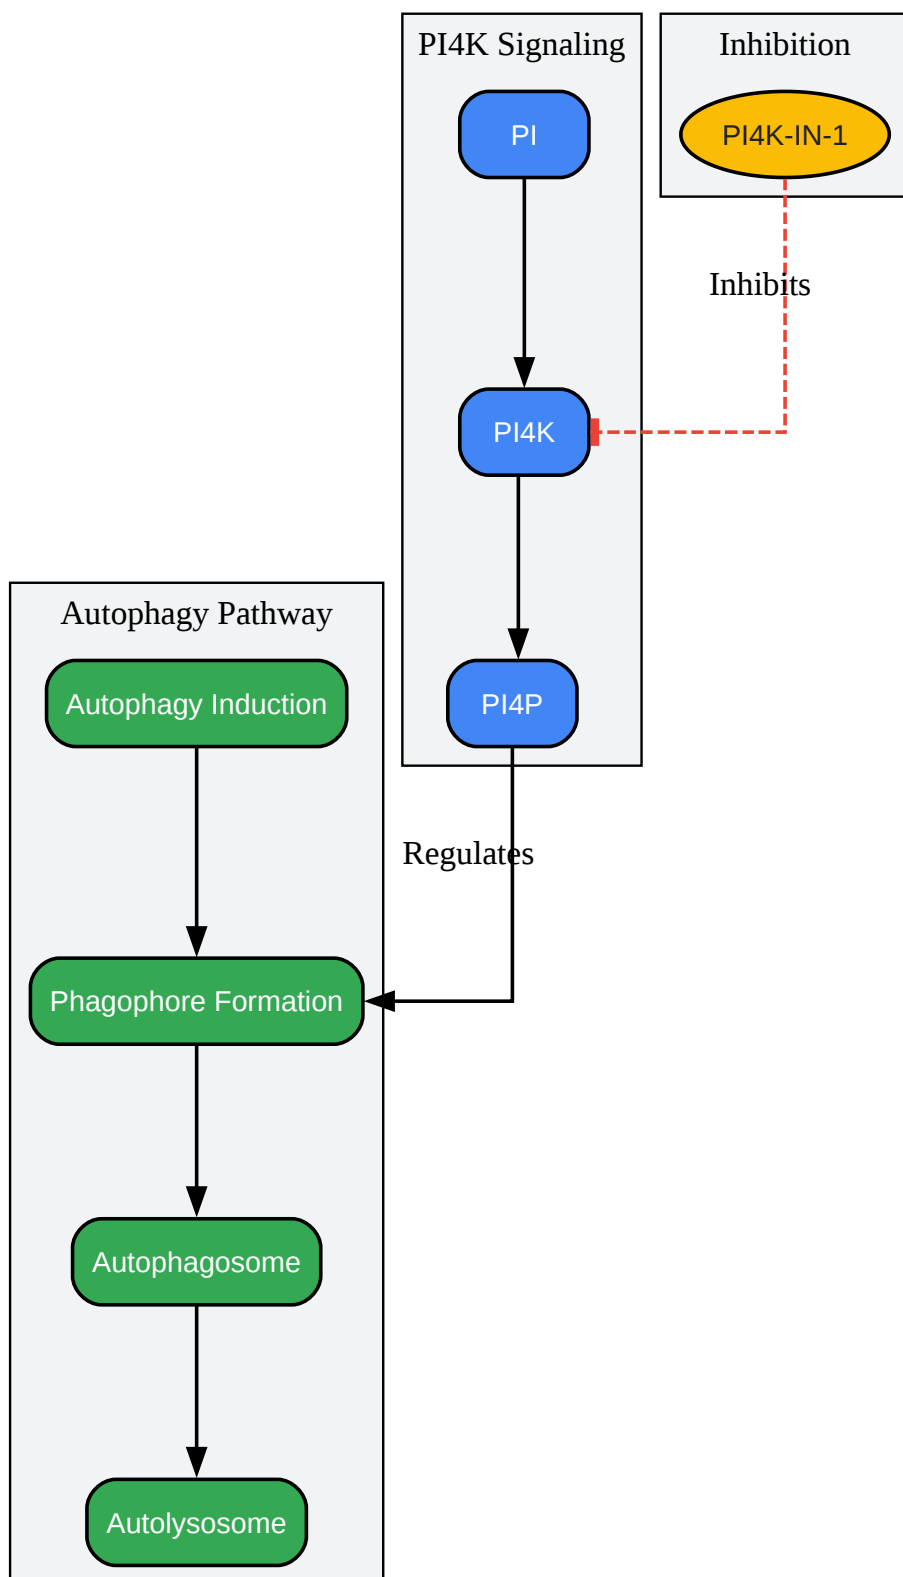 PI4K Signaling
Inhibition
PI
PI4K-IN-1
Inhibits
PI4K
Autophagy Pathway
Autophagy Induction
PI4P
Regulates
Phagophore Formation
Autophagosome
Autolysosome